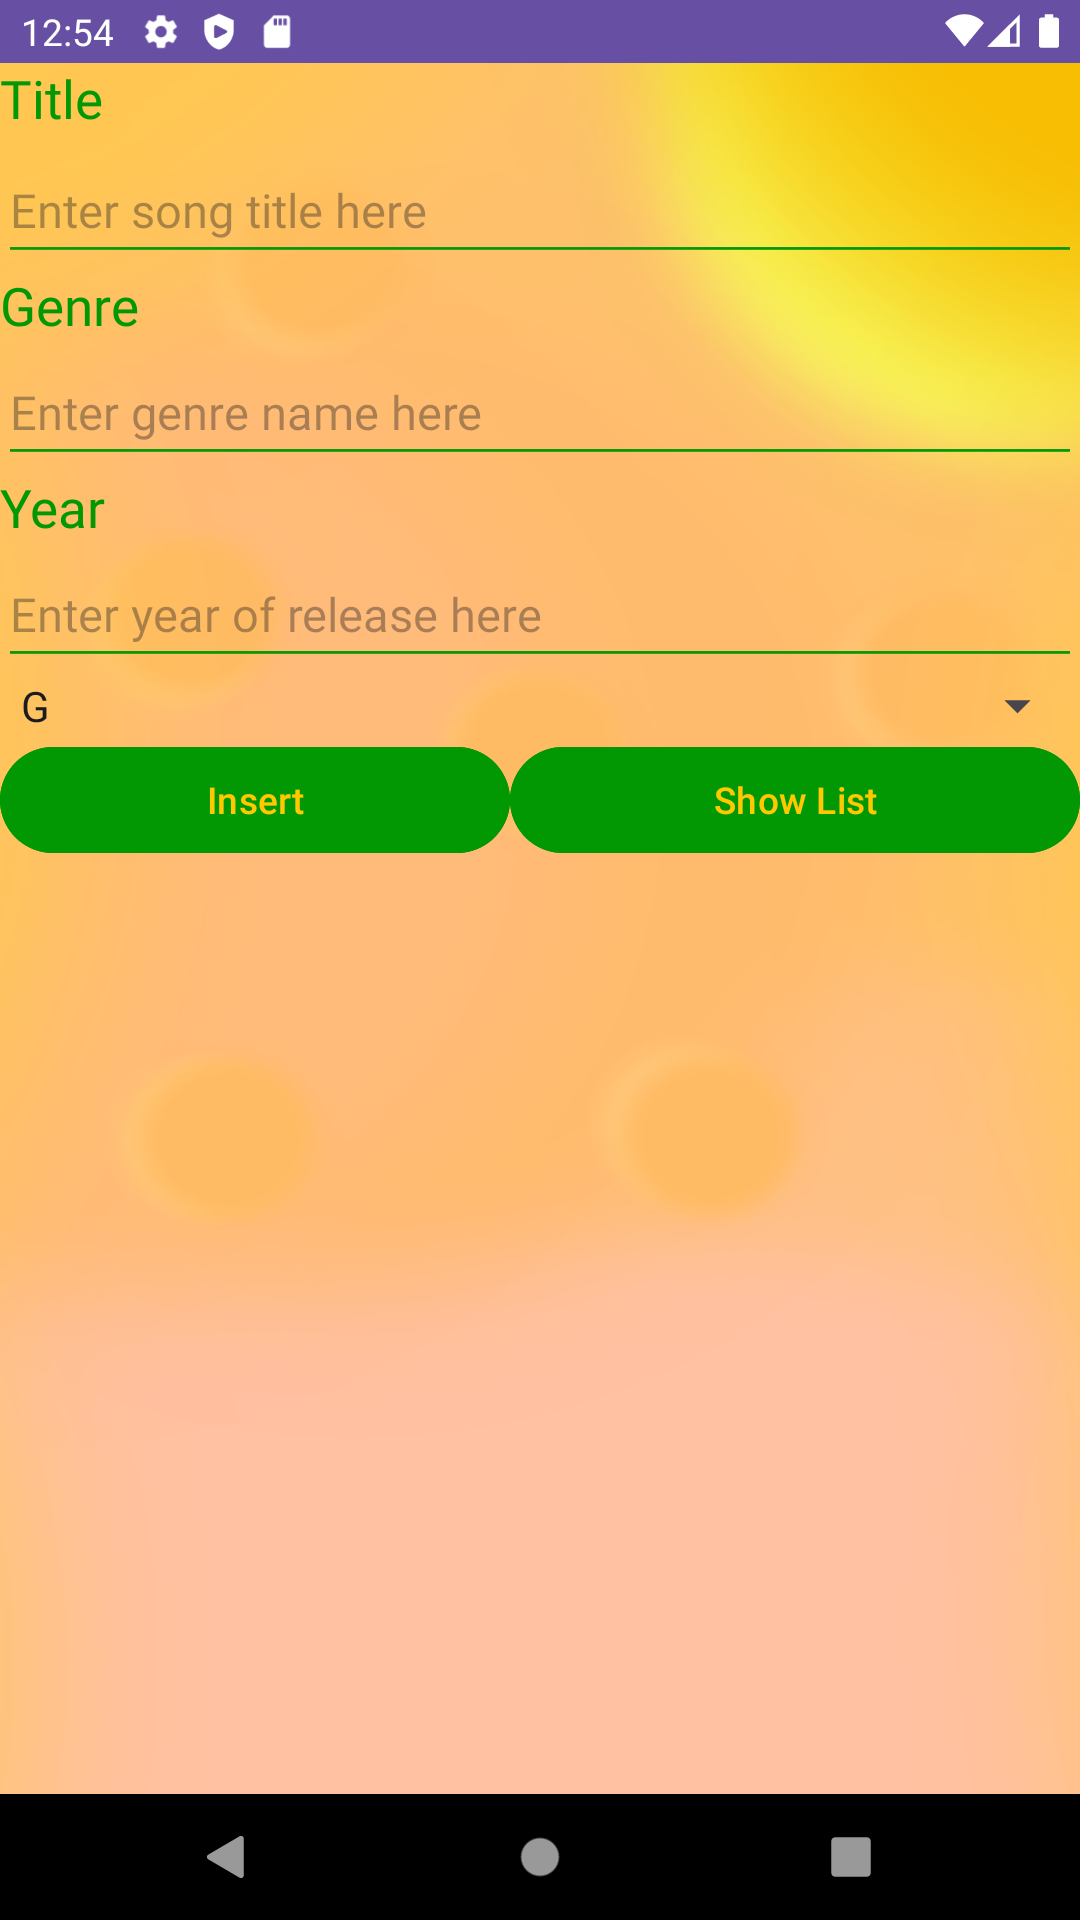 12:54
Title
Enter song title here
Genre
Enter genre name here
Year
Enter year of release here
G
Insert Show List